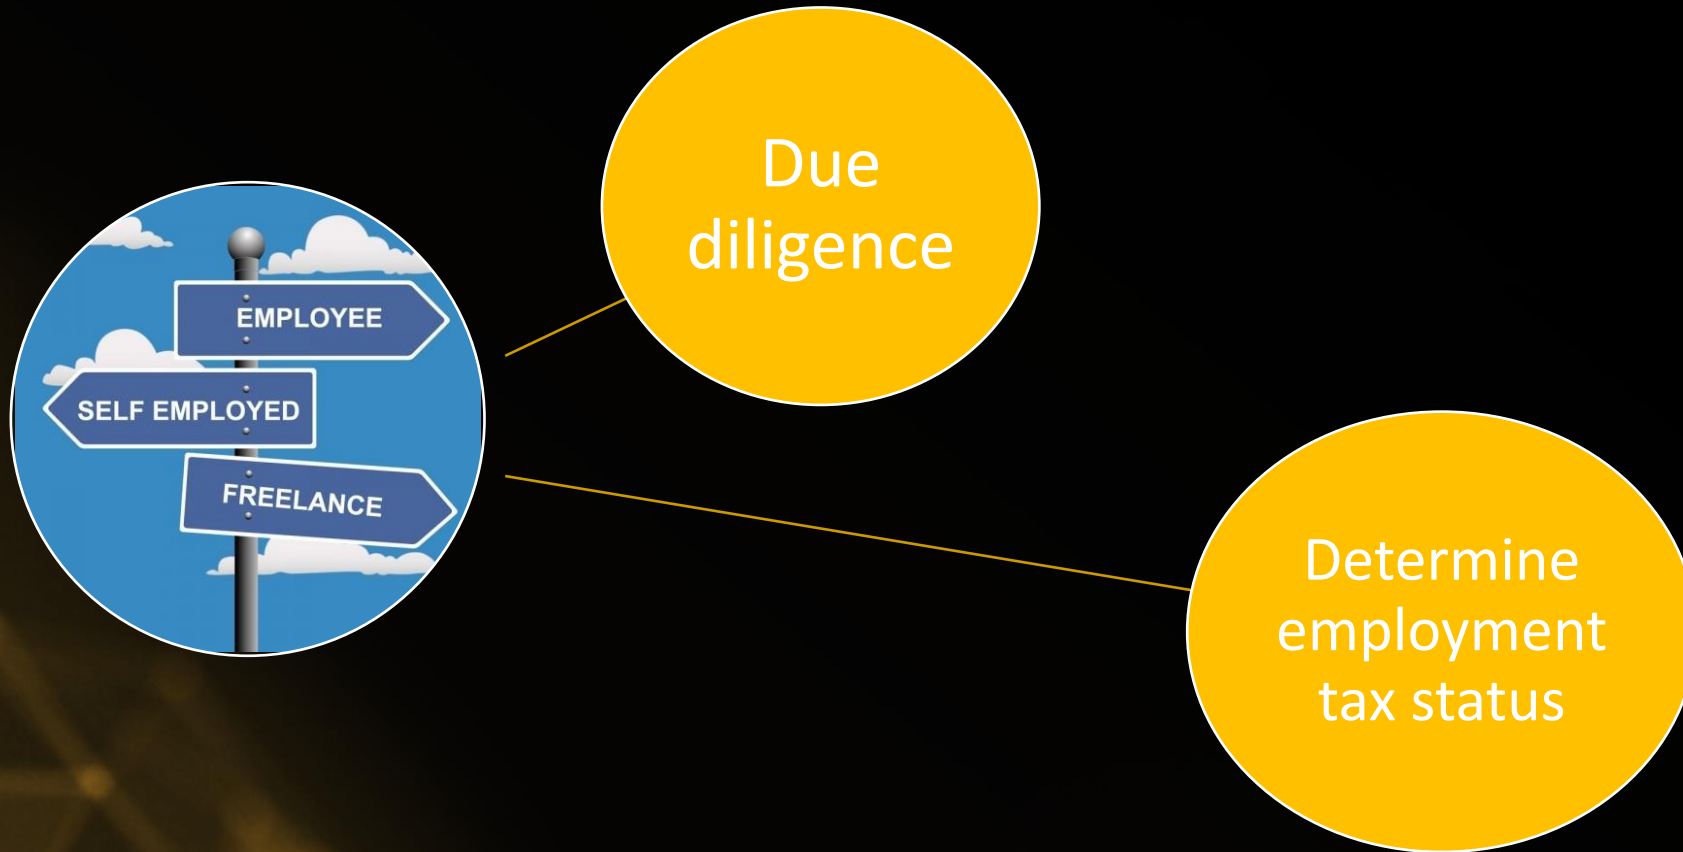 EMPLOYEE
SELF EMPLOYED
FREELANCE
Due
diligence
Determine
employment
tax status